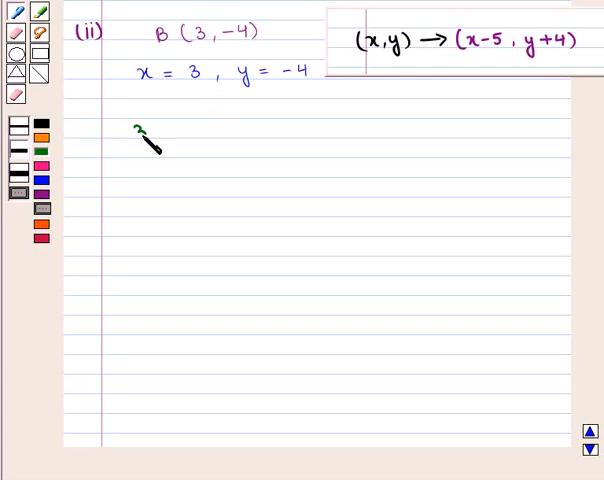 (ii) B (3, -4)
(x,y) → (x-5, y+4)
x = 3, y = -4